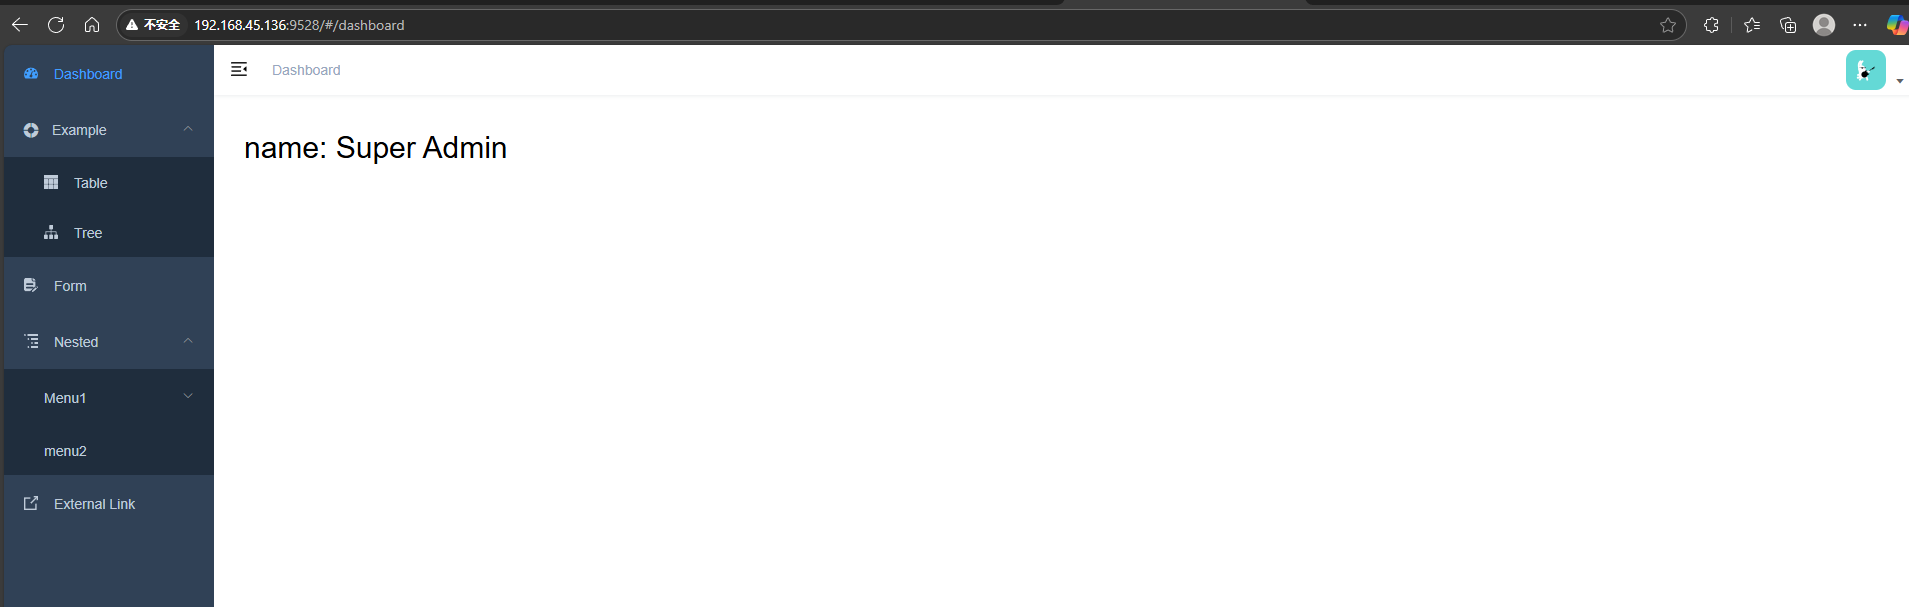 不安全 192.168.45.136:9528/#/dashboard
Dashboard
Example
Table
Tree
Form
Nested
Menu1
menu2
External Link
Dashboard
name: Super Admin